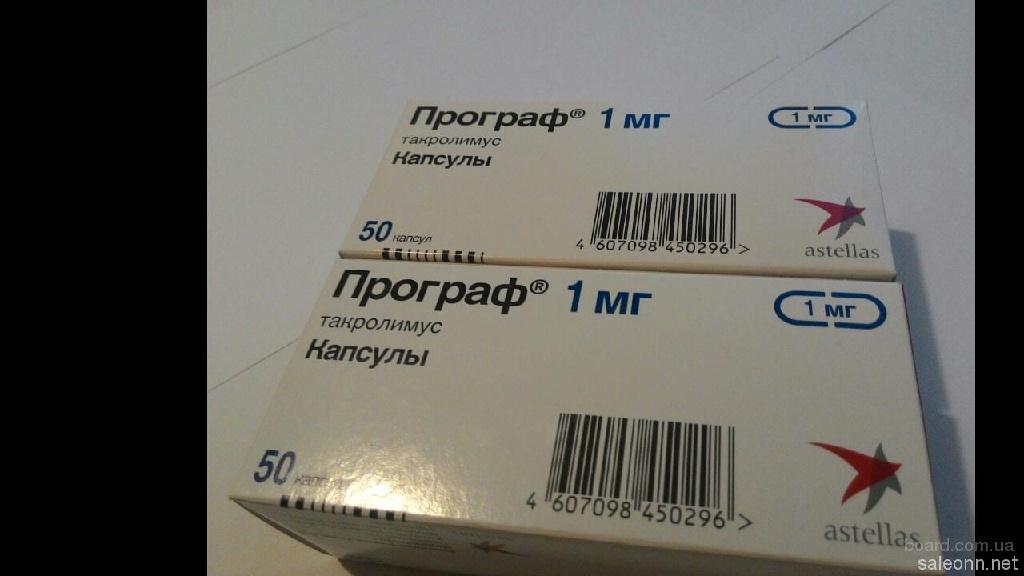 Програф® 1 мг
1 мг
такролимус
Капсулы
50 капсул
4 607098 450296 >
astellas
Програф® 1 мг
1 мг
такролимус
Капсулы
50 капсул
4 607098 450296 >
astellas
board.com.ua
saleonn.net